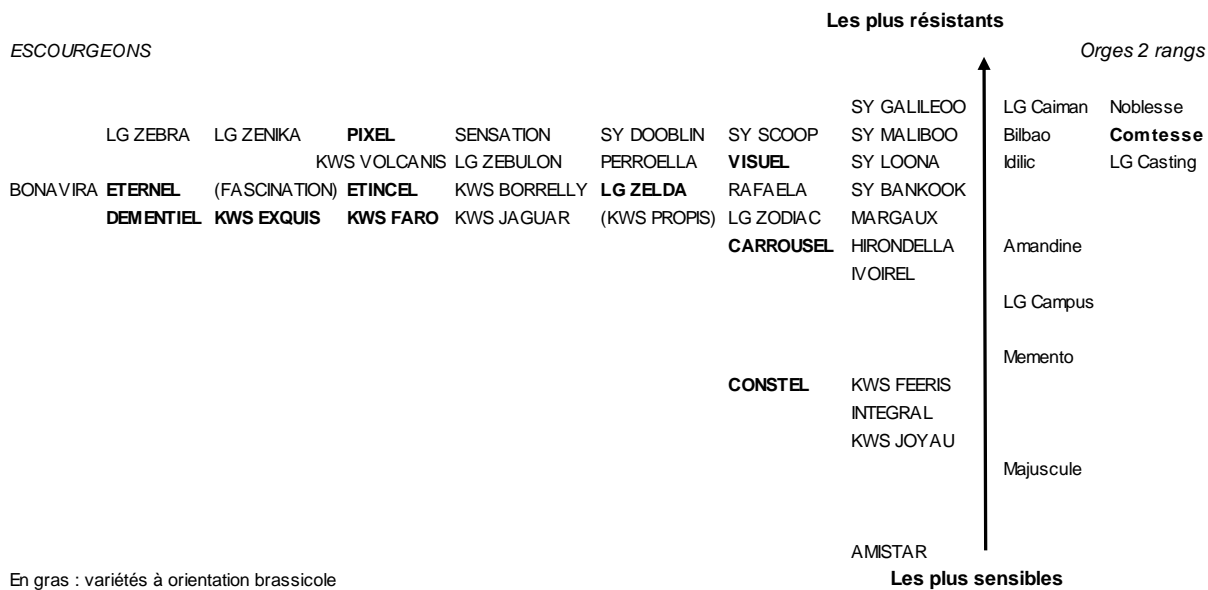 Les plus résistants
ESCOURGEONS Orges 2 rangs
SY GALILEOO LG Caiman Noblesse
LG ZEBRA LG ZENIKA PIXEL SENSATION SY DOOBLIN SY SCOOP SY MALIBOO Bilbao Comtesse
KWS VOLCANIS LG ZEBULON PERROELLA VISUEL SY LOONA Idilic LG Casting
BONAVIRA ETERNEL (FASCINATION) ETINCEL KWS BORRELLY LG ZELDA RAFAELA SY BANKOOK
DEMENTIEL KWS EXQUIS KWS FARO KWS JAGUAR (KWS PROPIS) LG ZODIAC MARGAUX
CARROUSEL HIRONDELLA Amandine
IVOIREL
LG Campus
Memento
CONSTEL KWS FEERIS
INTEGRAL
KWS JOYAU
Majuscule
AMISTAR
En gras : variétés à orientation brassicole Les plus sensibles